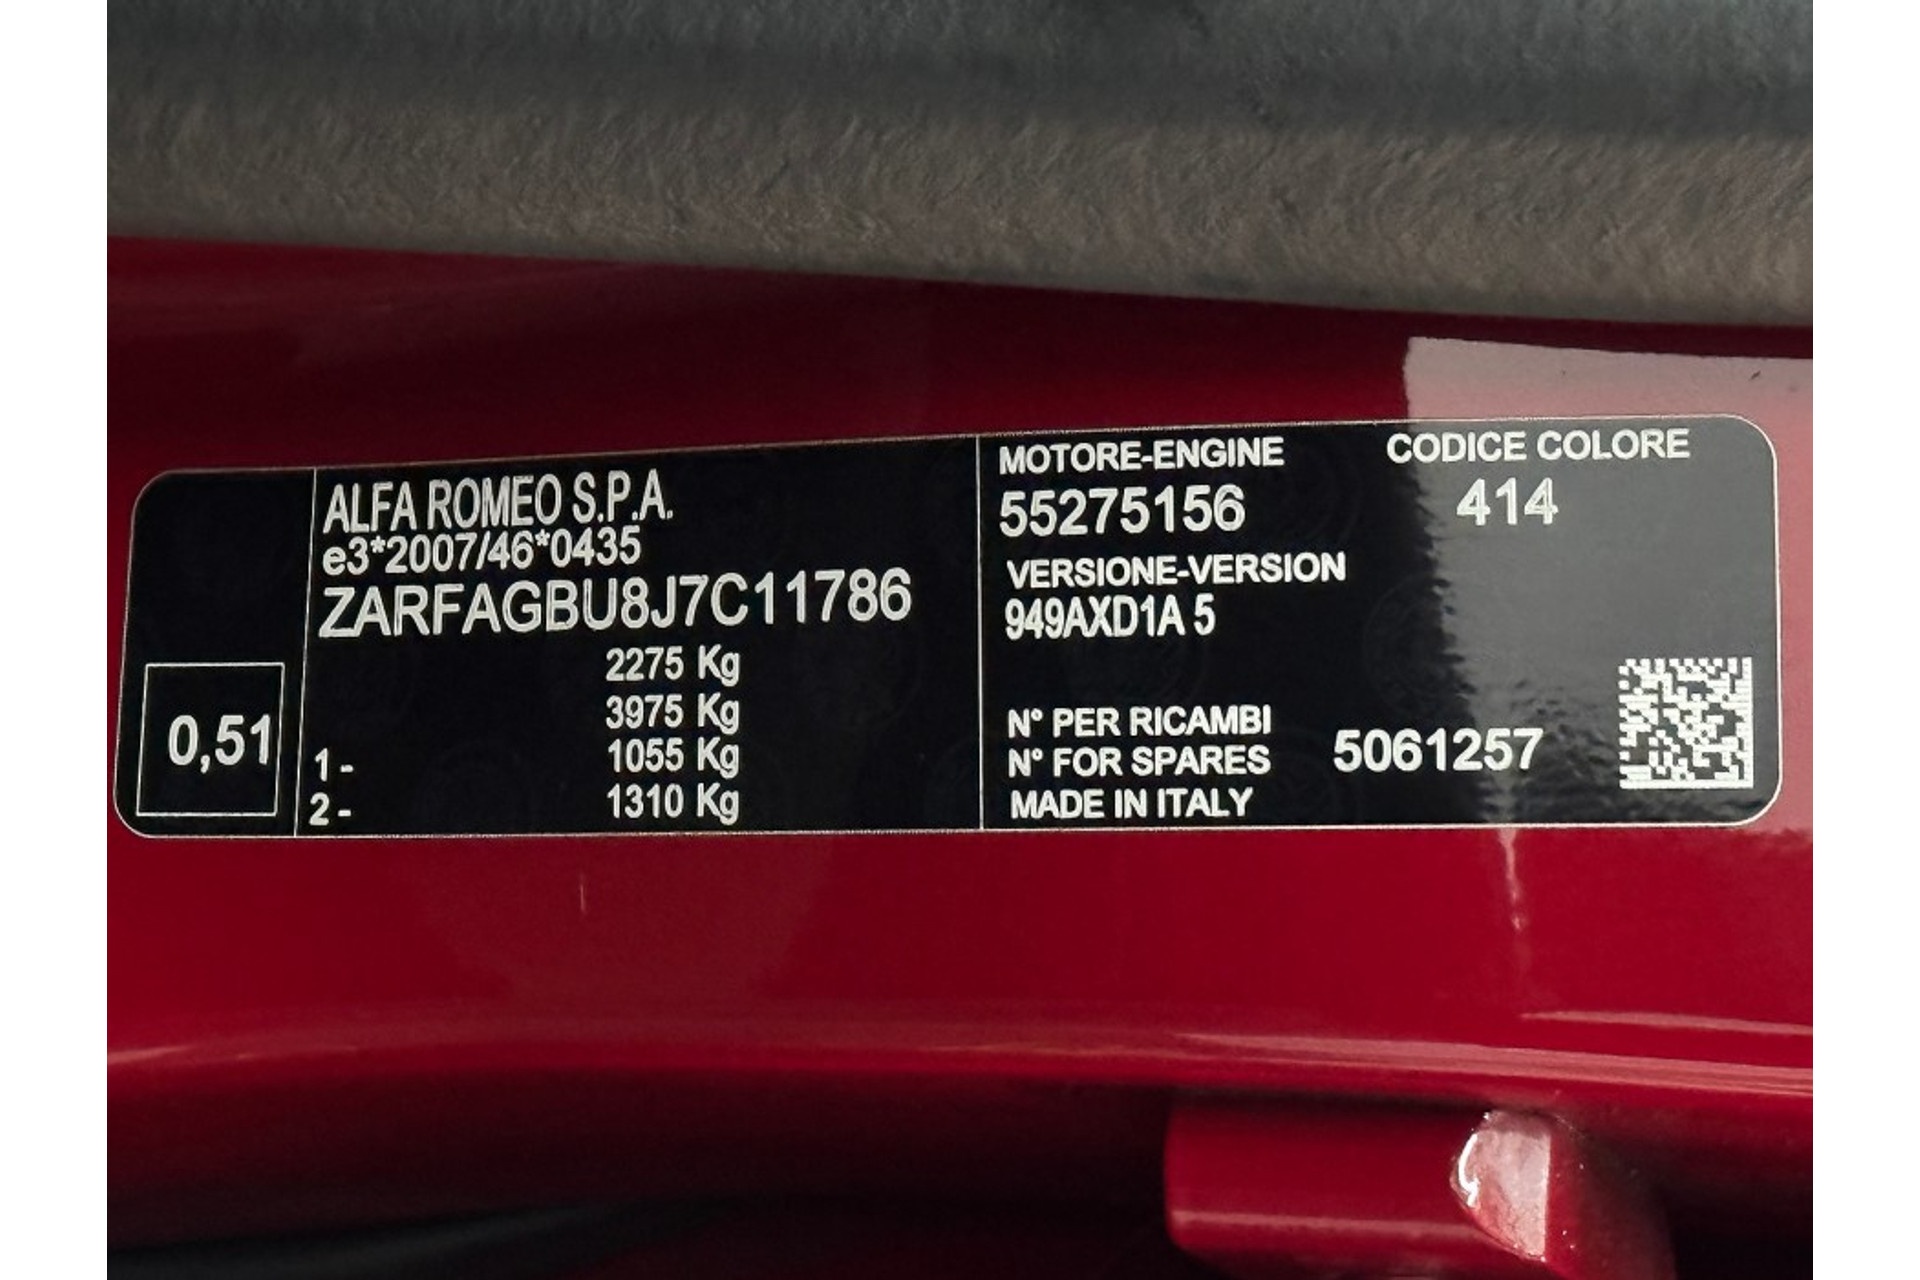 0,51
ALFA ROMEO S.P.A.
e3*2007/46*0435
ZARFAGBU8J7C11786
2275 Kg
3975 Kg
1- 1055 Kg
2- 1310 Kg
MOTORE-ENGINE
55275156
CODICE COLORE
414
VERSIONE-VERSION
949AXD1A 5
N° PER RICAMBI
N° FOR SPARES 5061257
MADE IN ITALY